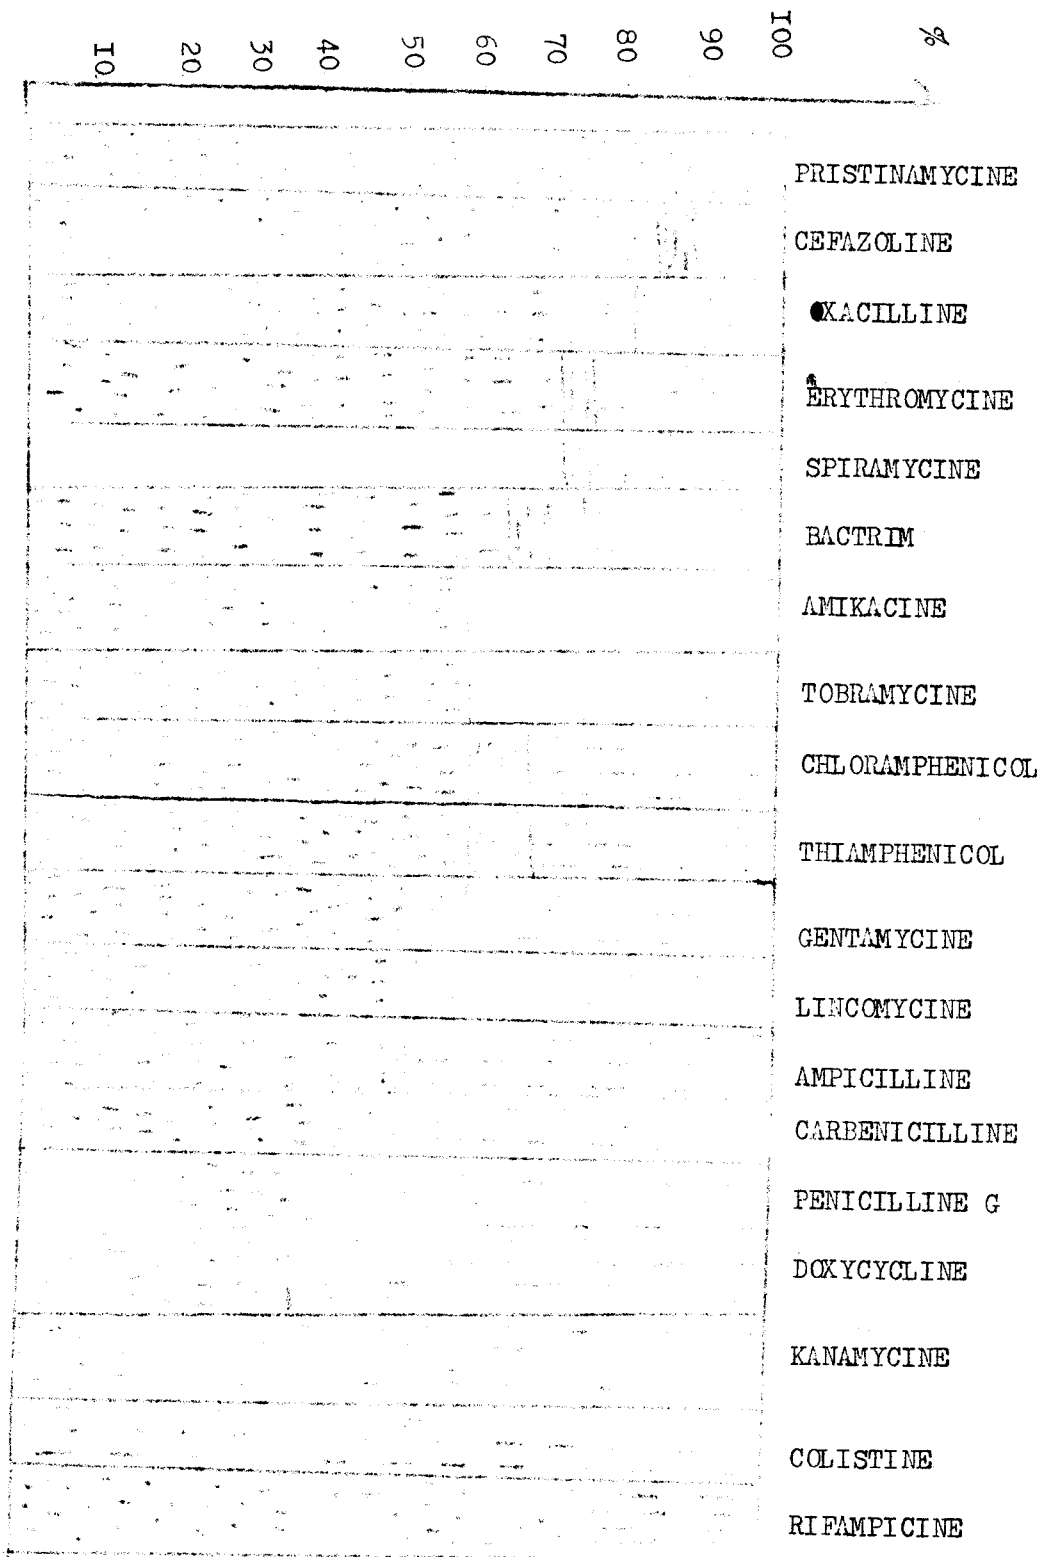 10 20 30 40 50 60 70 80 90 100 %
PRISTINAMYCINE
CEFAZOLINE
OXACILLINE
ERYTHROMYCINE
SPIRAMYCINE
BACTRIM
AMIKACINE
TOBRAMYCINE
CHLORAMPHENICOL
THIAMPHENICOL
GENTAMYCINE
LINCOMYCINE
AMPICILLINE
CARBENICILLINE
PENICILLINE G
DOXYCYCLINE
KANAMYCINE
COLISTINE
RIFAMPICINE